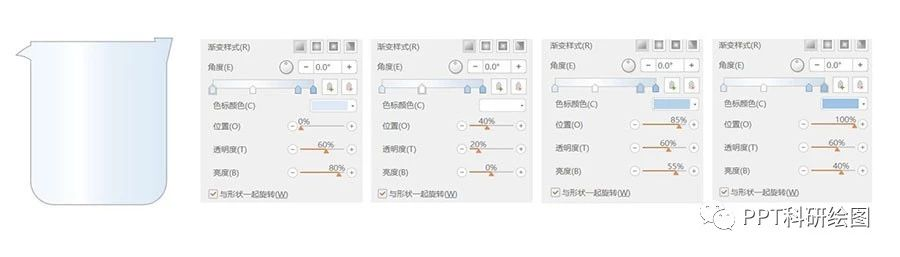 渐变样式(R)
角度(E)
0.0°
色标颜色(C)
位置(O)
0%
透明度(T)
60%
亮度(B)
80%
与形状一起旋转(W)
渐变样式(R)
角度(E)
0.0°
色标颜色(C)
位置(O)
40%
透明度(T)
20%
亮度(B)
0%
与形状一起旋转(W)
渐变样式(R)
角度(E)
0.0°
色标颜色(C)
位置(O)
85%
透明度(T)
60%
亮度(B)
55%
与形状一起旋转(W)
渐变样式(R)
角度(E)
0.0°
色标颜色(C)
位置(O)
100%
透明度(T)
60%
亮度(B)
40%
与形状一起旋转(W)
PPT科研绘图